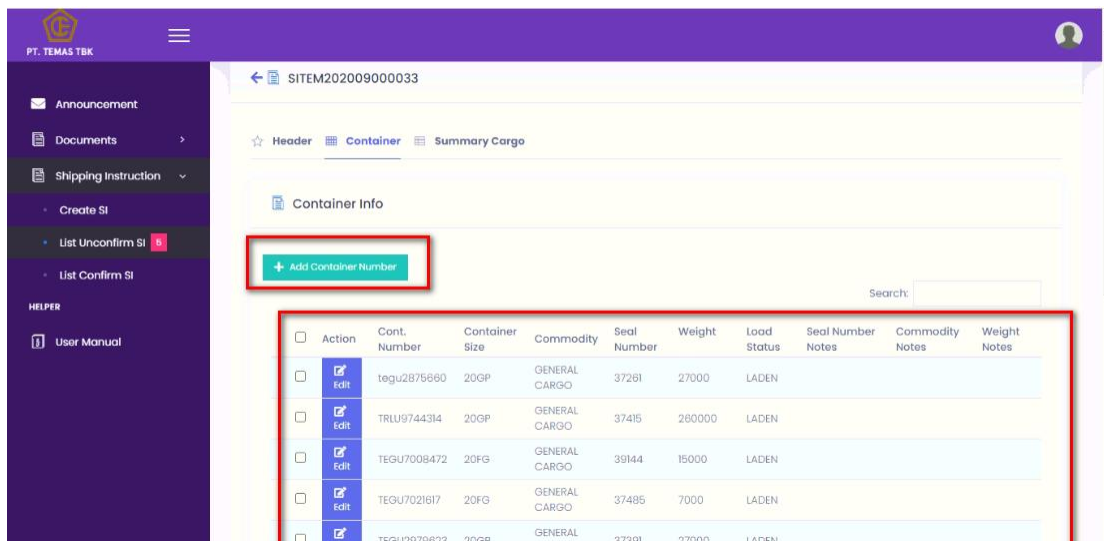 PT. TEMAS TBK
SITEM202009000033
Announcement
Documents
Shipping Instruction
Create SI
List Unconfirm SI 5
List Confirm SI
HELPER
User Manual
Header Container Summary Cargo
Container Info
+ Add Container Number
Search:
Action Cont. Number Container Size Commodity Seal Number Weight Load Status Seal Number Notes Commodity Notes Weight Notes
Edit tegu2875660 20GP GENERAL CARGO 37261 27000 LADEN
Edit TRLU9744314 20GP GENERAL CARGO 37415 260000 LADEN
Edit TEGU7008472 20FG GENERAL CARGO 39144 15000 LADEN
Edit TEGU7021617 20FG GENERAL CARGO 37485 7000 LADEN
GENERAL